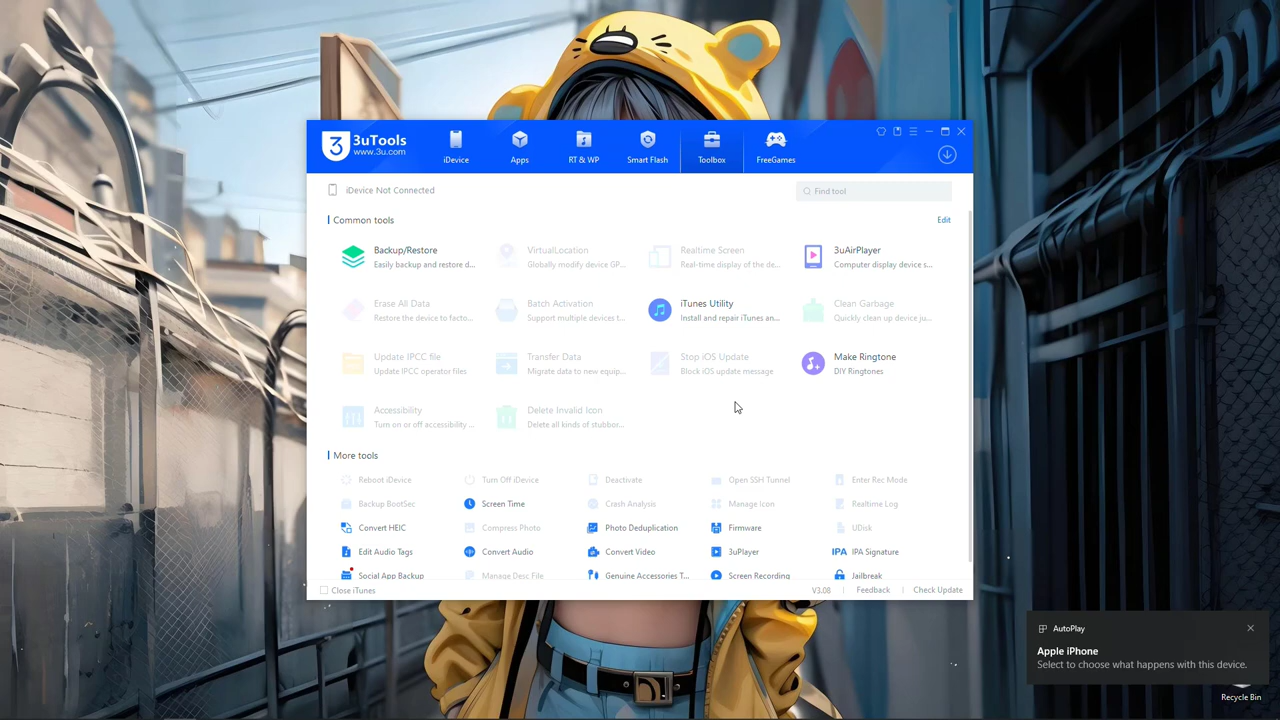 3uTools
www.3u.com
iDevice
Apps
RT & WP
Smart Flash
Toolbox
FreeGames
iDevice Not Connected
Find tool
Common tools
Edit
Backup/Restore
Easily backup and restore d...
VirtualLocation
Globally modify device GP...
Realtime Screen
Real-time display of the de...
3uAirPlayer
Computer display device s...
Erase All Data
Restore the device to facto...
Batch Activation
Support multiple devices t...
iTunes Utility
Install and repair iTunes an...
Clean Garbage
Quickly clean up device ju...
Update IPCC file
Update IPCC operator files
Transfer Data
Migrate data to new equip...
Stop iOS Update
Block iOS update message
Make Ringtone
DIY Ringtones
Accessibility
Turn on or off accessibility ...
Delete Invalid Icon
Delete all kinds of stubbor...
More tools
Reboot iDevice
Turn Off iDevice
Deactivate
Open SSH Tunnel
Enter Rec Mode
Backup BootSec
Screen Time
Crash Analysis
Manage Icon
Realtime Log
Convert HEIC
Compress Photo
Photo Deduplication
Firmware
UDisk
Edit Audio Tags
Convert Audio
Convert Video
3uPlayer
IPA IPA Signature
Social App Backup
Manage Desc File
Genuine Accessories T...
Screen Recording
Jailbreak
Close iTunes
V3.08
Feedback
Check Update
AutoPlay
Apple iPhone
Select to choose what happens with this device.
Recycle Bin